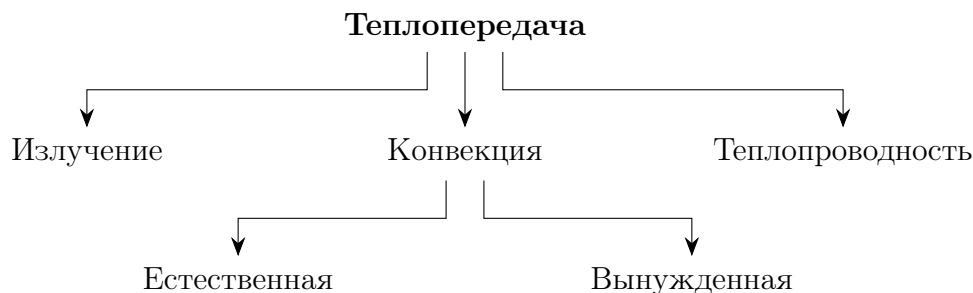 Теплопередача
Излучение Конвекция Теплопроводность
Естественная Вынужденная